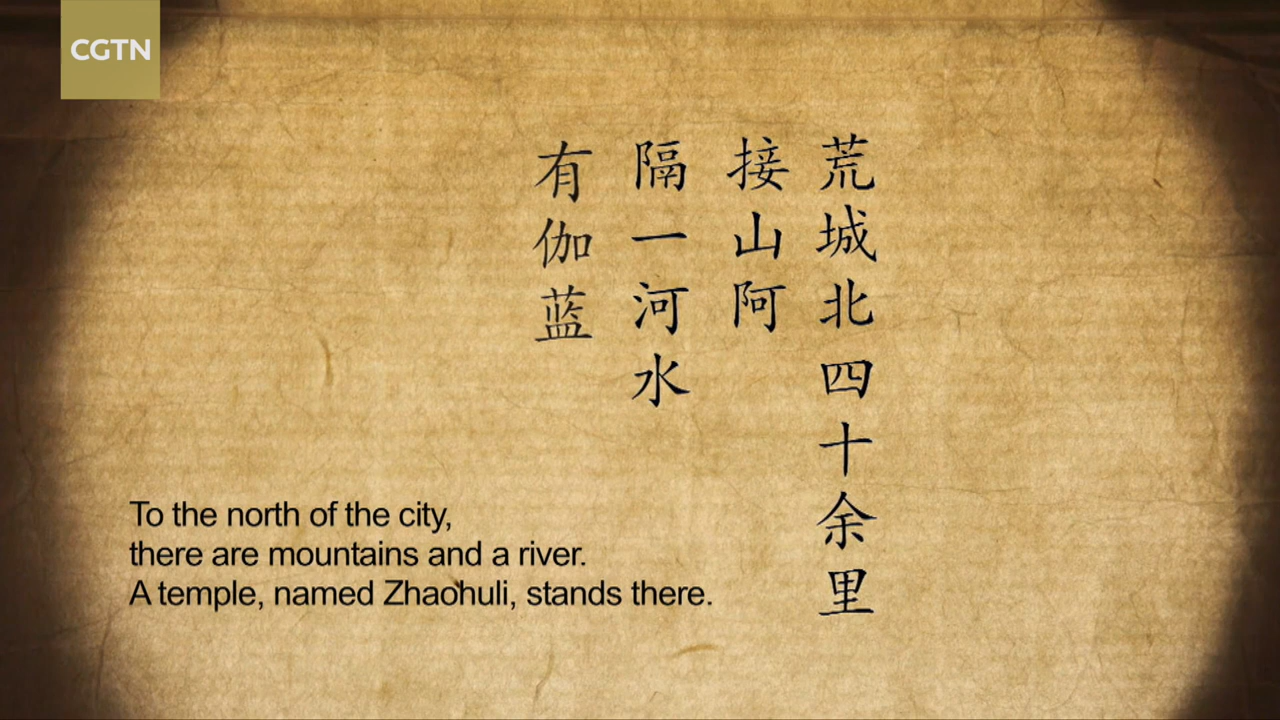 CGTN
荒城北四十余里
接山阿
隔一河水
有伽蓝
To the north of the city,
there are mountains and a river.
A temple, named Zhaohuli, stands there.